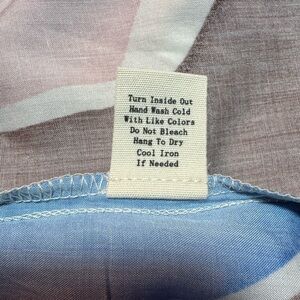 Turn Inside Out
Hand Wash Cold
With Like Colors
Do Not Bleach
Hang To Dry
Cool Iron
If Needed